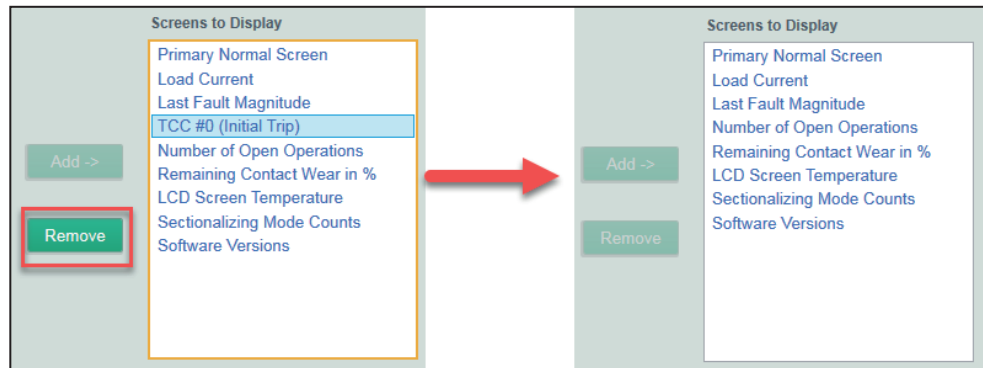 Screens to Display
Primary Normal Screen
Load Current
Last Fault Magnitude
TCC #0 (Initial Trip)
Number of Open Operations
Remaining Contact Wear in %
LCD Screen Temperature
Sectionalizing Mode Counts
Software Versions
Add ->
Remove
Screens to Display
Primary Normal Screen
Load Current
Last Fault Magnitude
Number of Open Operations
Remaining Contact Wear in %
LCD Screen Temperature
Sectionalizing Mode Counts
Software Versions
Add ->
Remove